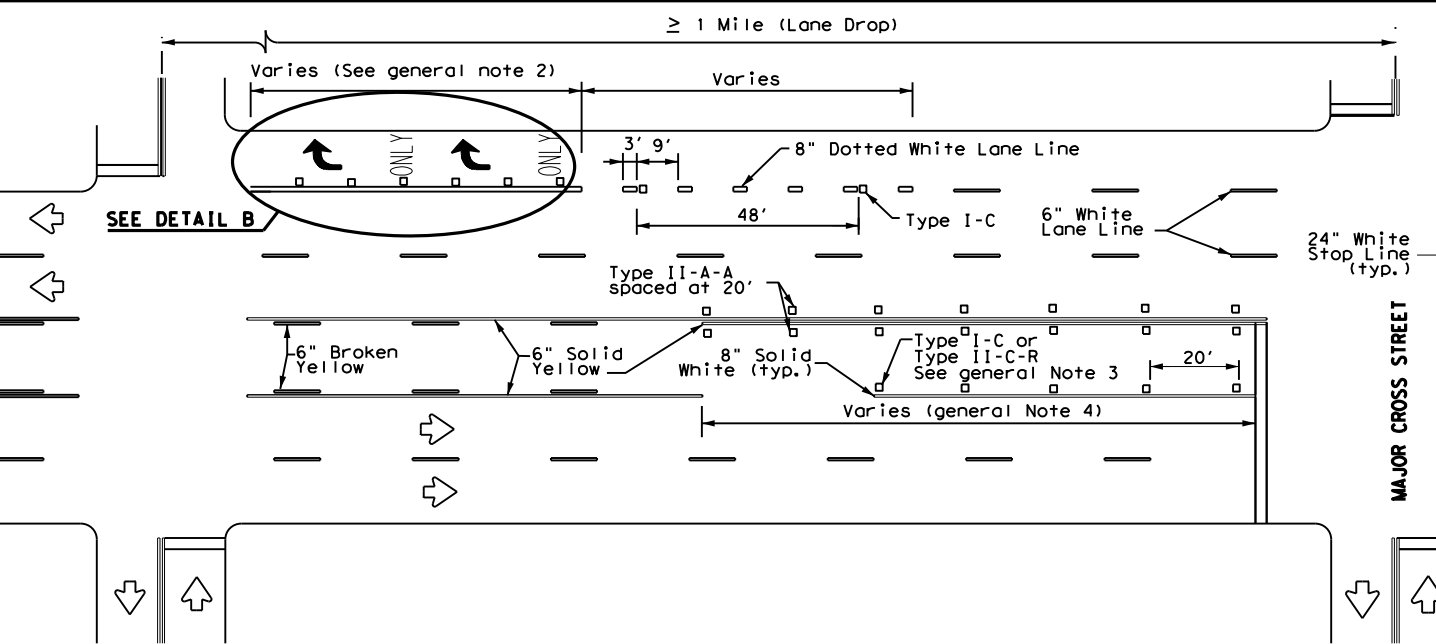 ≥ 1 Mile (Lane Drop)
Varies (See general note 2)
Varies
ONLY
ONLY
3' 9'
8" Dotted White Lane Line
SEE DETAIL B
48'
Type I-C
6" White
Lane Line
24" White
Stop Line
(typ.)
Type II-A-A
spaced at 20'
6" Broken
Yellow
6" Solid
Yellow
8" Solid
White (typ.)
Type I-C or
Type II-C-R
See general Note 3
20'
Varies (general Note 4)
MAJOR CROSS STREET